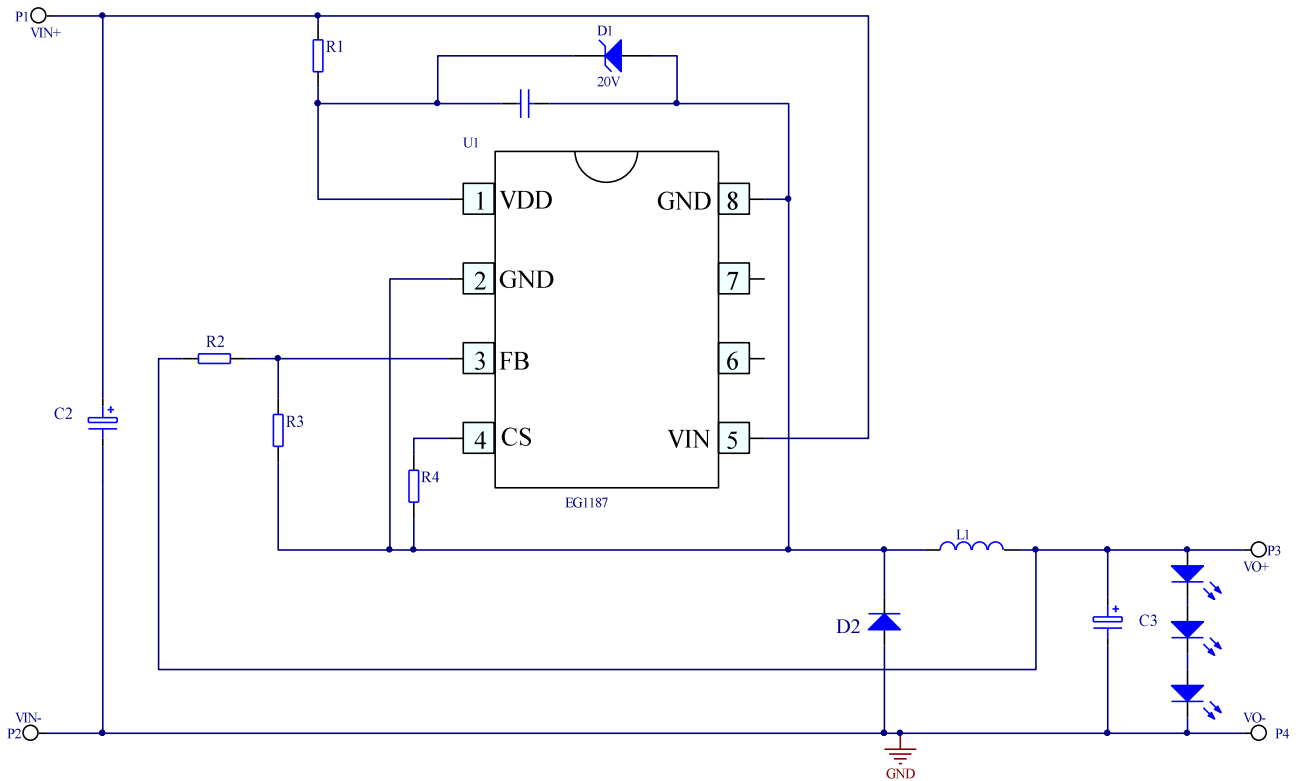 P1
VIN+
R1
D1
20V
U1
1 VDD
GND 8
2 GND
7
R2
3 FB
6
C2
+
R3
4 CS
VIN 5
R4
EG1187
L1
P3
VO+
D2
+
C3
VIN-
P2
VO-
P4
GND